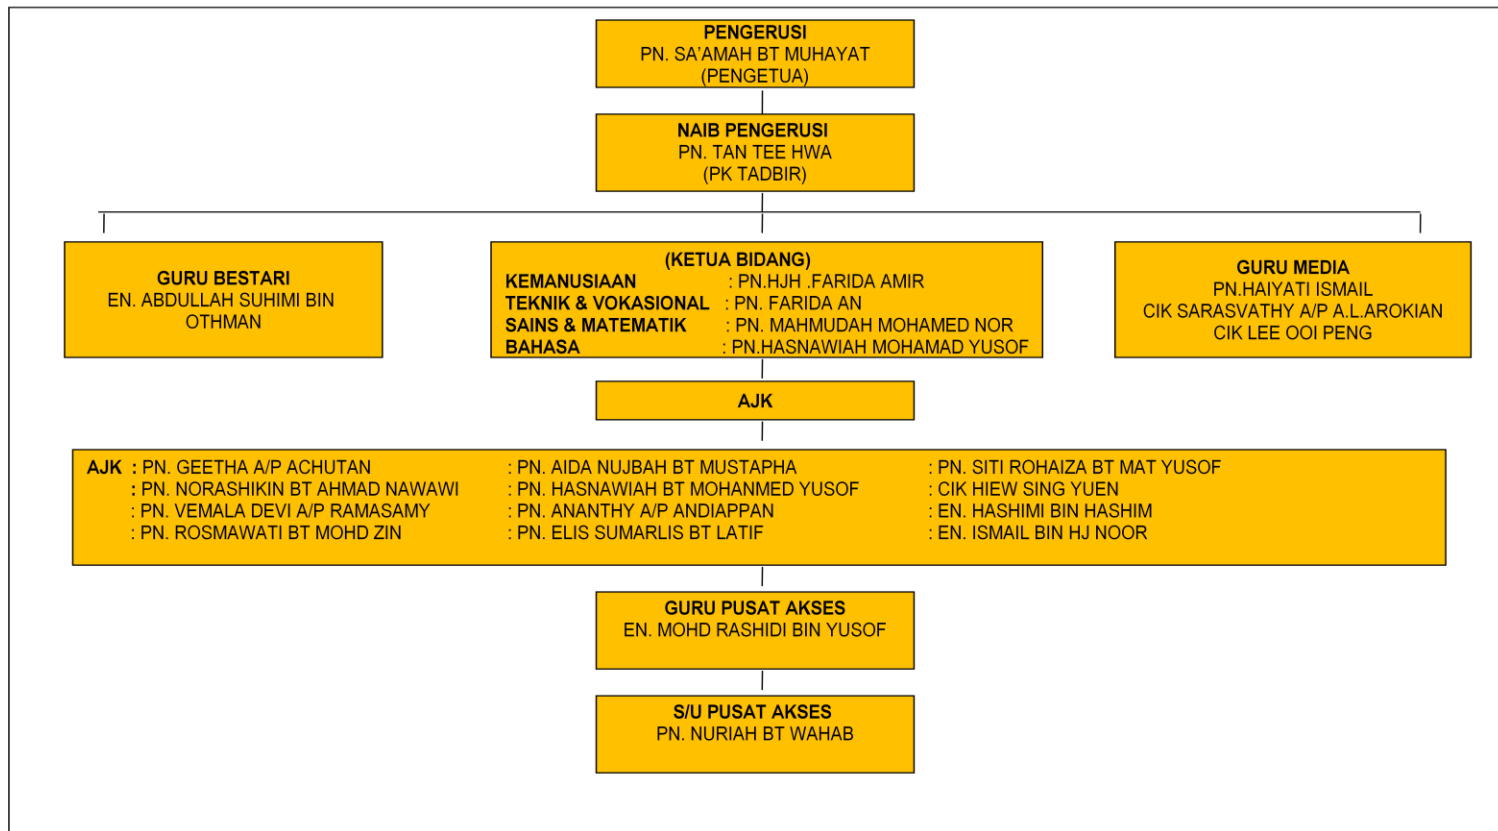 PENGERUSI
PN. SA'AMAH BT MUHAYAT
(PENGETUA)
NAIB PENGERUSI
PN. TAN TEE HWA
(PK TADBIR)
GURU BESTARI
EN. ABDULLAH SUHIMI BIN
OTHMAN
(KETUA BIDANG)
KEMANUSIAAN : PN.HJH .FARIDA AMIR
TEKNIK & VOKASIONAL : PN. FARIDA AN
SAINS & MATEMATIK : PN. MAHMUDAH MOHAMED NOR
BAHASA : PN.HASNAWIAH MOHAMAD YUSOF
GURU MEDIA
PN.HAIYATI ISMAIL
CIK SARASVATHY A/P A.L.AROKIAN
CIK LEE OOI PENG
AJK
AJK : PN. GEETHA A/P ACHUTAN : PN. AIDA NUJBAH BT MUSTAPHA : PN. SITI ROHAIZA BT MAT YUSOF
: PN. NORASHIKIN BT AHMAD NAWAWI : PN. HASNAWIAH BT MOHANMED YUSOF : CIK HIEW SING YUEN
: PN. VEMALA DEVI A/P RAMASAMY : PN. ANANTHY A/P ANDIAPPAN : EN. HASHIMI BIN HASHIM
: PN. ROSMAWATI BT MOHD ZIN : PN. ELIS SUMARLIS BT LATIF : EN. ISMAIL BIN HJ NOOR
GURU PUSAT AKSES
EN. MOHD RASHIDI BIN YUSOF
S/U PUSAT AKSES
PN. NURIAH BT WAHAB